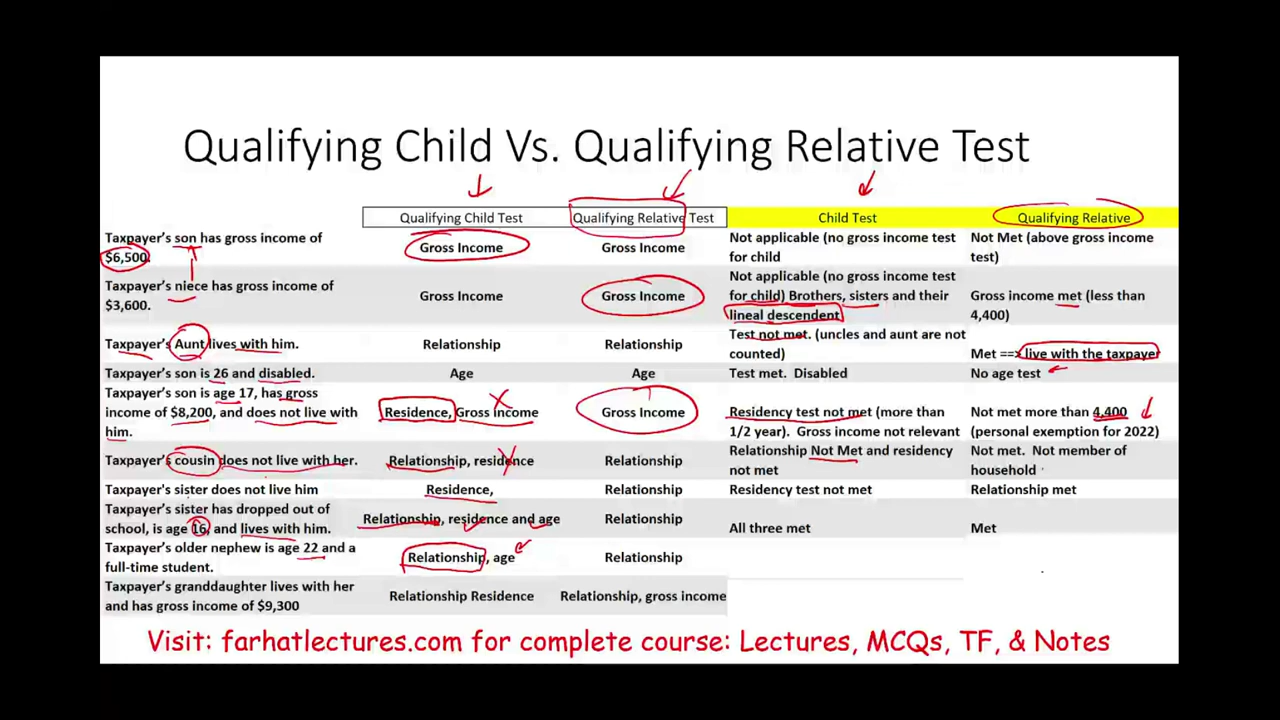 Qualifying Child Vs. Qualifying Relative Test
Qualifying Child Test Qualifying Relative Test Child Test Qualifying Relative
Taxpayer's son has gross income of
$6,500.
Gross Income
Gross Income
Not applicable (no gross income test
for child)
Not Met (above gross income
test)
Taxpayer's niece has gross income of
$3,600.
Gross Income
Gross Income
Not applicable (no gross income test
for child) Brothers, sisters and their
lineal descendent
Gross income met (less than
4,400)
Taxpayer's Aunt lives with him.
Relationship
Relationship
Test not met. (uncles and aunt are not
counted)
Met ==> live with the taxpayer
Taxpayer's son is 26 and disabled.
Age
Age
Test met. Disabled
No age test
Taxpayer's son is age 17, has gross
income of $8,200, and does not live with
him.
Residence, Gross income
Gross Income
Residency test not met (more than
1/2 year). Gross income not relevant
Not met more than 4,400
(personal exemption for 2022)
Taxpayer's cousin does not live with her.
Relationship, residence
Relationship
Relationship Not Met and residency
not met
Not met. Not member of
household
Taxpayer's sister does not live him
Residence,
Relationship
Residency test not met
Relationship met
Taxpayer's sister has dropped out of
school, is age 16, and lives with him.
Relationship, residence and age
Relationship
All three met
Met
Taxpayer's older nephew is age 22 and a
full-time student.
Relationship, age
Relationship
Taxpayer's granddaughter lives with her
and has gross income of $9,300
Relationship Residence
Relationship, gross income
Visit: farhatlectures.com for complete course: Lectures, MCQs, TF, & Notes